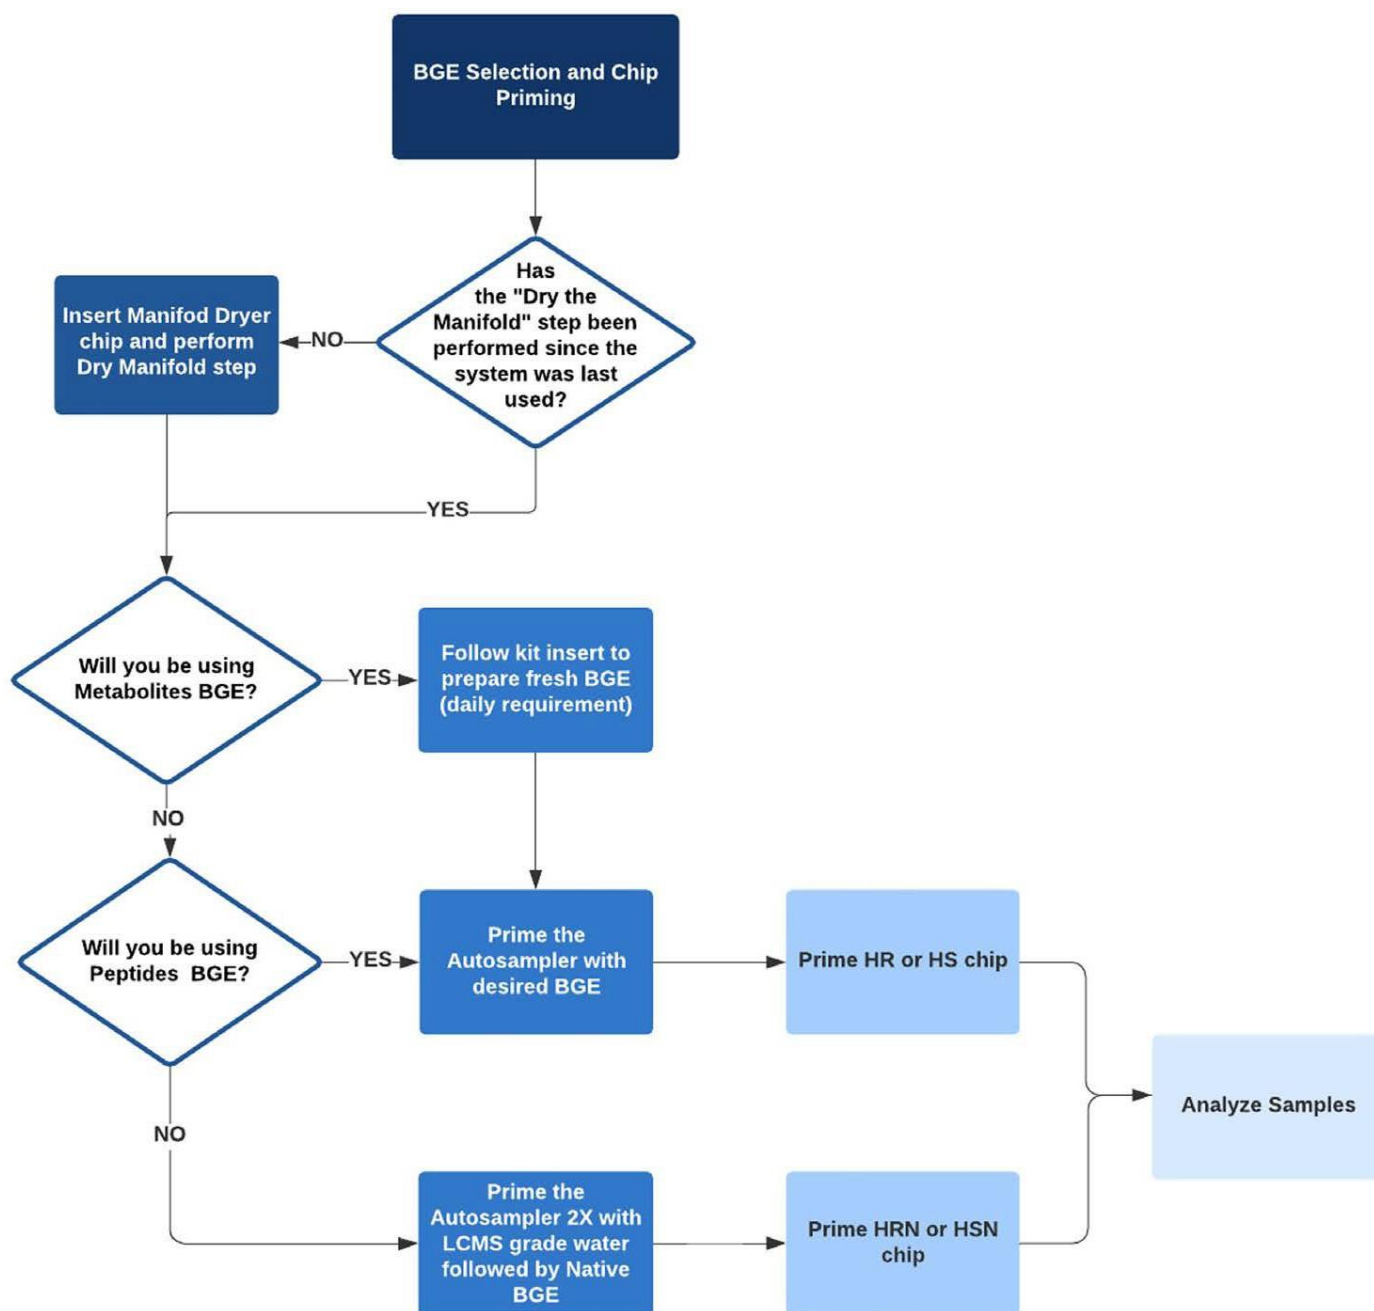 BGE Selection and Chip
Priming
Has
the "Dry the
Manifold" step been
performed since the
system was last
used?
NO
Insert Manifod Dryer
chip and perform
Dry Manifold step
YES
Will you be using
Metabolites BGE?
YES
Follow kit insert to
prepare fresh BGE
(daily requirement)
NO
Will you be using
Peptides BGE?
YES
Prime the
Autosampler with
desired BGE
Prime HR or HS chip
Analyze Samples
NO
Prime the
Autosampler 2X with
LCMS grade water
followed by Native
BGE
Prime HRN or HSN
chip